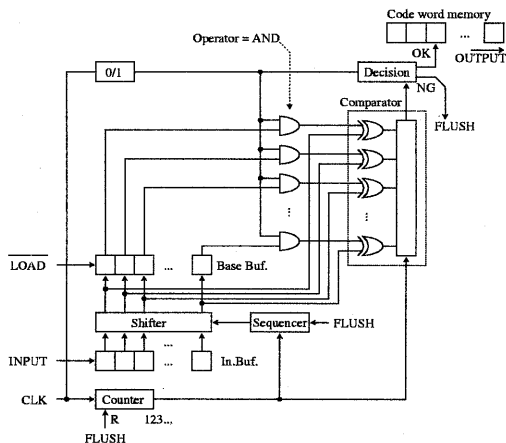 Code word memory
...
Operator = AND
OK
OUTPUT
0/1
Decision
NG
Comparator
FLUSH
...
...
LOAD
...
Base Buf.
Shifter
Sequencer
FLUSH
INPUT
...
In.Buf.
CLK
Counter
R
123...
FLUSH